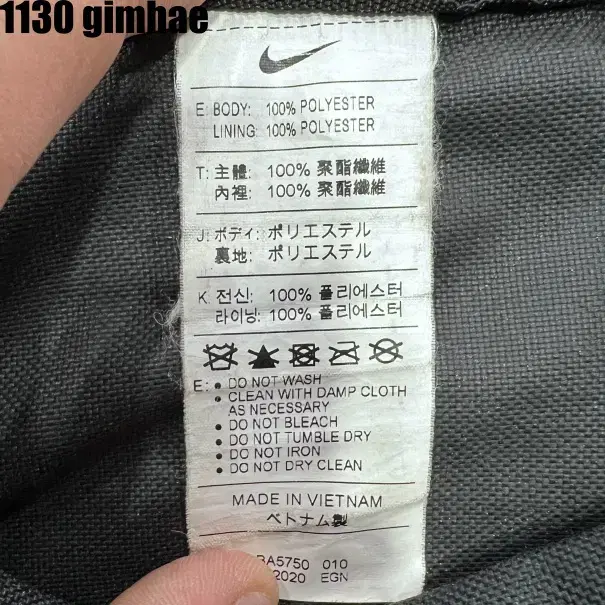 1130 gimhae
E: BODY: 100% POLYESTER
LINING: 100% POLYESTER
T: 主體: 100% 聚酯纖維
內裡: 100% 聚酯纖維
J: ボディ: ポリエステル
裏地: ポリエステル
K: 전신: 100% 폴리에스터
라이닝: 100% 폴리에스터
E: • DO NOT WASH
• CLEAN WITH DAMP CLOTH
AS NECESSARY
• DO NOT BLEACH
• DO NOT TUMBLE DRY
• DO NOT IRON
• DO NOT DRY CLEAN
MADE IN VIETNAM
ベトナム製
BA5750 010
2020 EGN